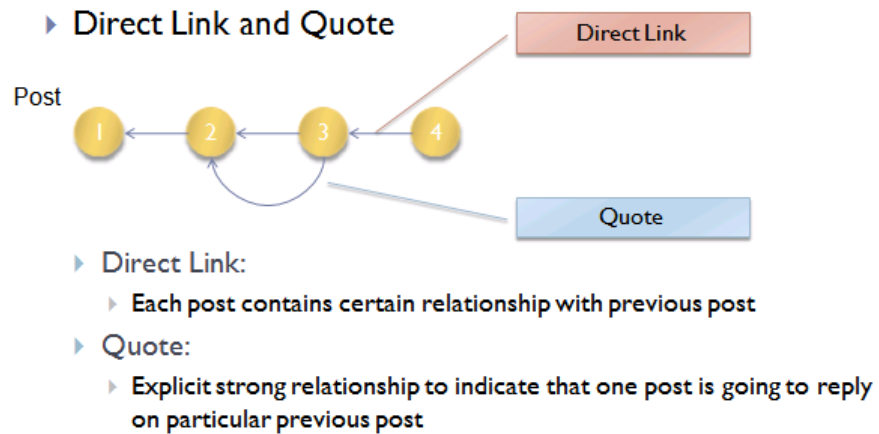 Direct Link and Quote
Direct Link
Post
1 2 3 4
Quote
Direct Link:
Each post contains certain relationship with previous post
Quote:
Explicit strong relationship to indicate that one post is going to reply
on particular previous post